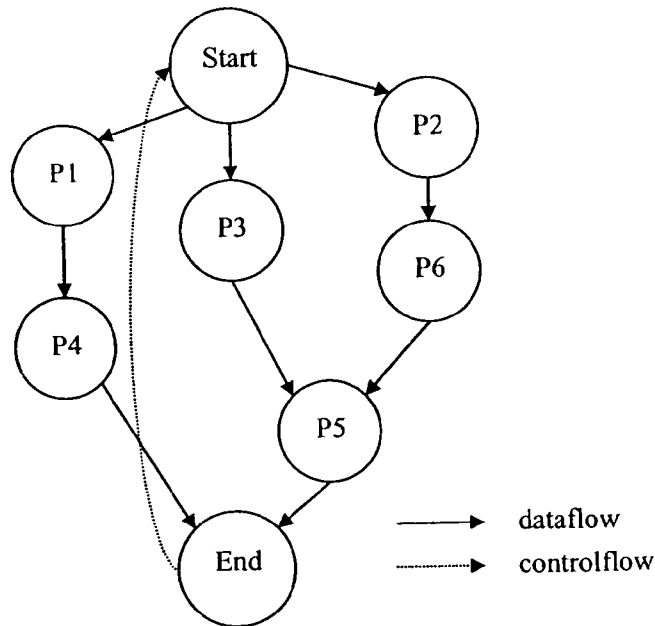 Start
P2
P1
P3
P6
P4
P5
End
dataflow
controlflow